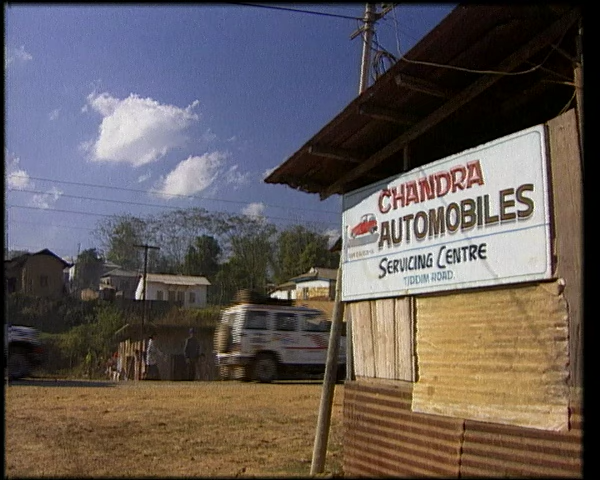 CHANDRA
AUTOMOBILES
SERVICING CENTRE
TIDDIM ROAD.